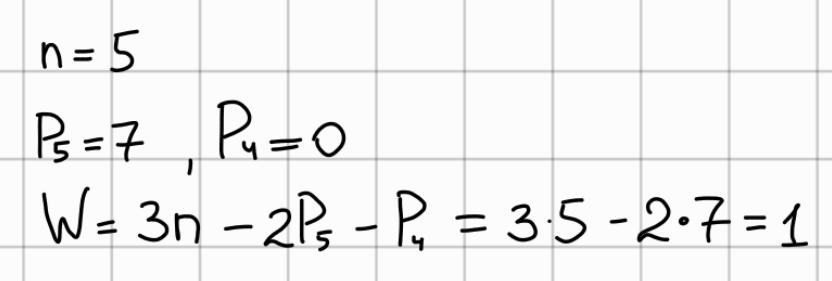 n = 5
P₅ = 7 , P₄ = 0
W = 3n - 2P₅ - P₄ = 3·5 - 2·7 = 1